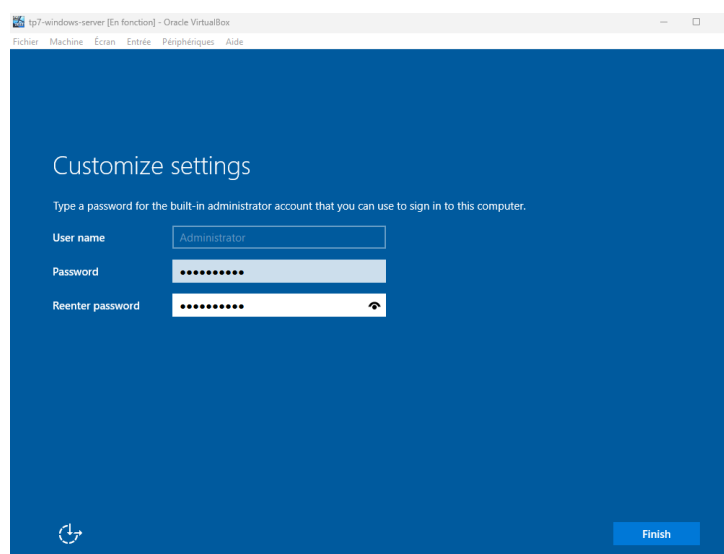 tp7-windows-server [En fonction] - Oracle VirtualBox
Fichier Machine Écran Entrée Périphériques Aide
Customize settings
Type a password for the built-in administrator account that you can use to sign in to this computer.
User name Administrator
Password ●●●●●●●●●●
Reenter password ●●●●●●●●●●
Finish